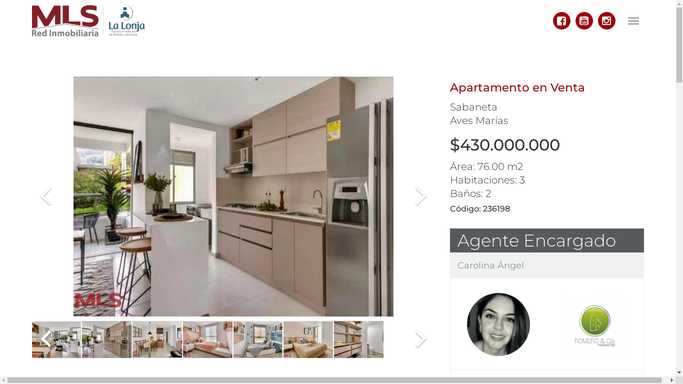 MLS
Red Inmobiliaria
La Lonja
Apartamento en Venta
Sabaneta
Aves Marías
$430.000.000
Área: 76.00 m2
Habitaciones: 3
Baños: 2
Código: 236198
Agente Encargado
Carolina Ángel
MLS